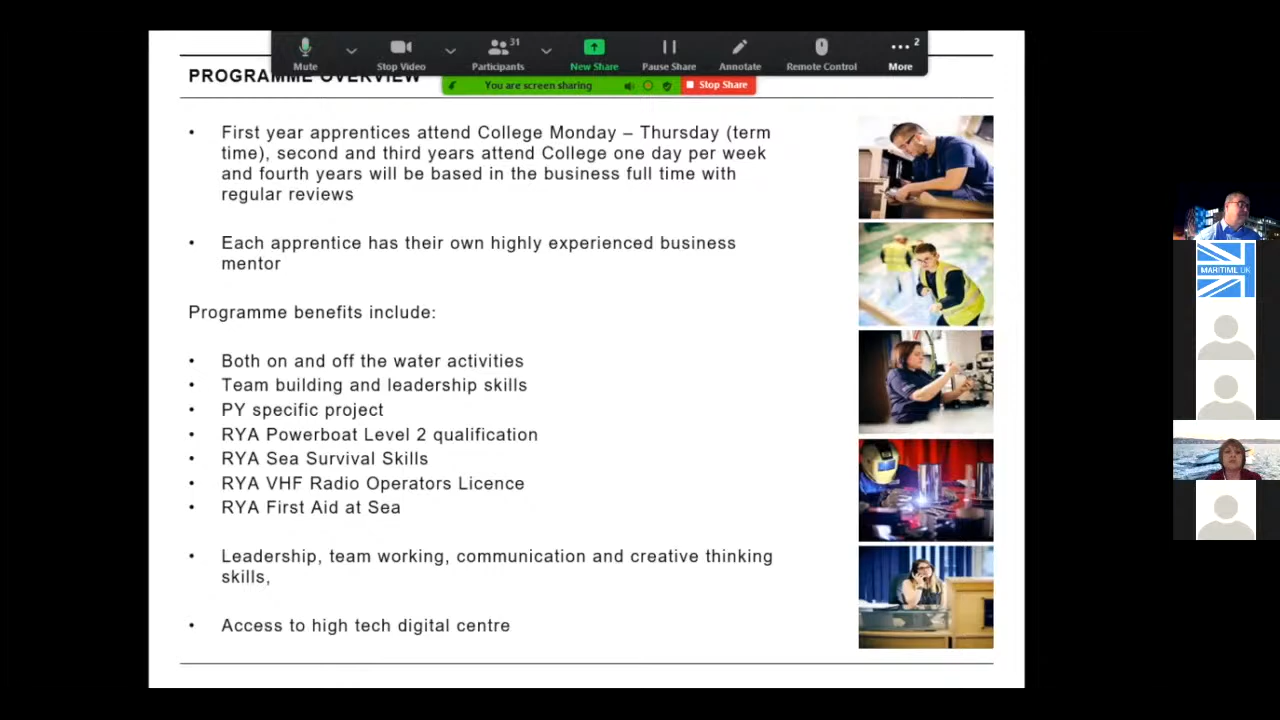 31
2
Mute
Stop Video
Participants
New Share
Pause Share
Annotate
Remote Control
More
PROGRAMME OVERVIEW
You are screen sharing
Stop Share
• First year apprentices attend College Monday – Thursday (term
time), second and third years attend College one day per week
and fourth years will be based in the business full time with
regular reviews
• Each apprentice has their own highly experienced business
mentor
Programme benefits include:
• Both on and off the water activities
• Team building and leadership skills
• PY specific project
• RYA Powerboat Level 2 qualification
• RYA Sea Survival Skills
• RYA VHF Radio Operators Licence
• RYA First Aid at Sea
• Leadership, team working, communication and creative thinking
skills,
• Access to high tech digital centre
MARITIME UK